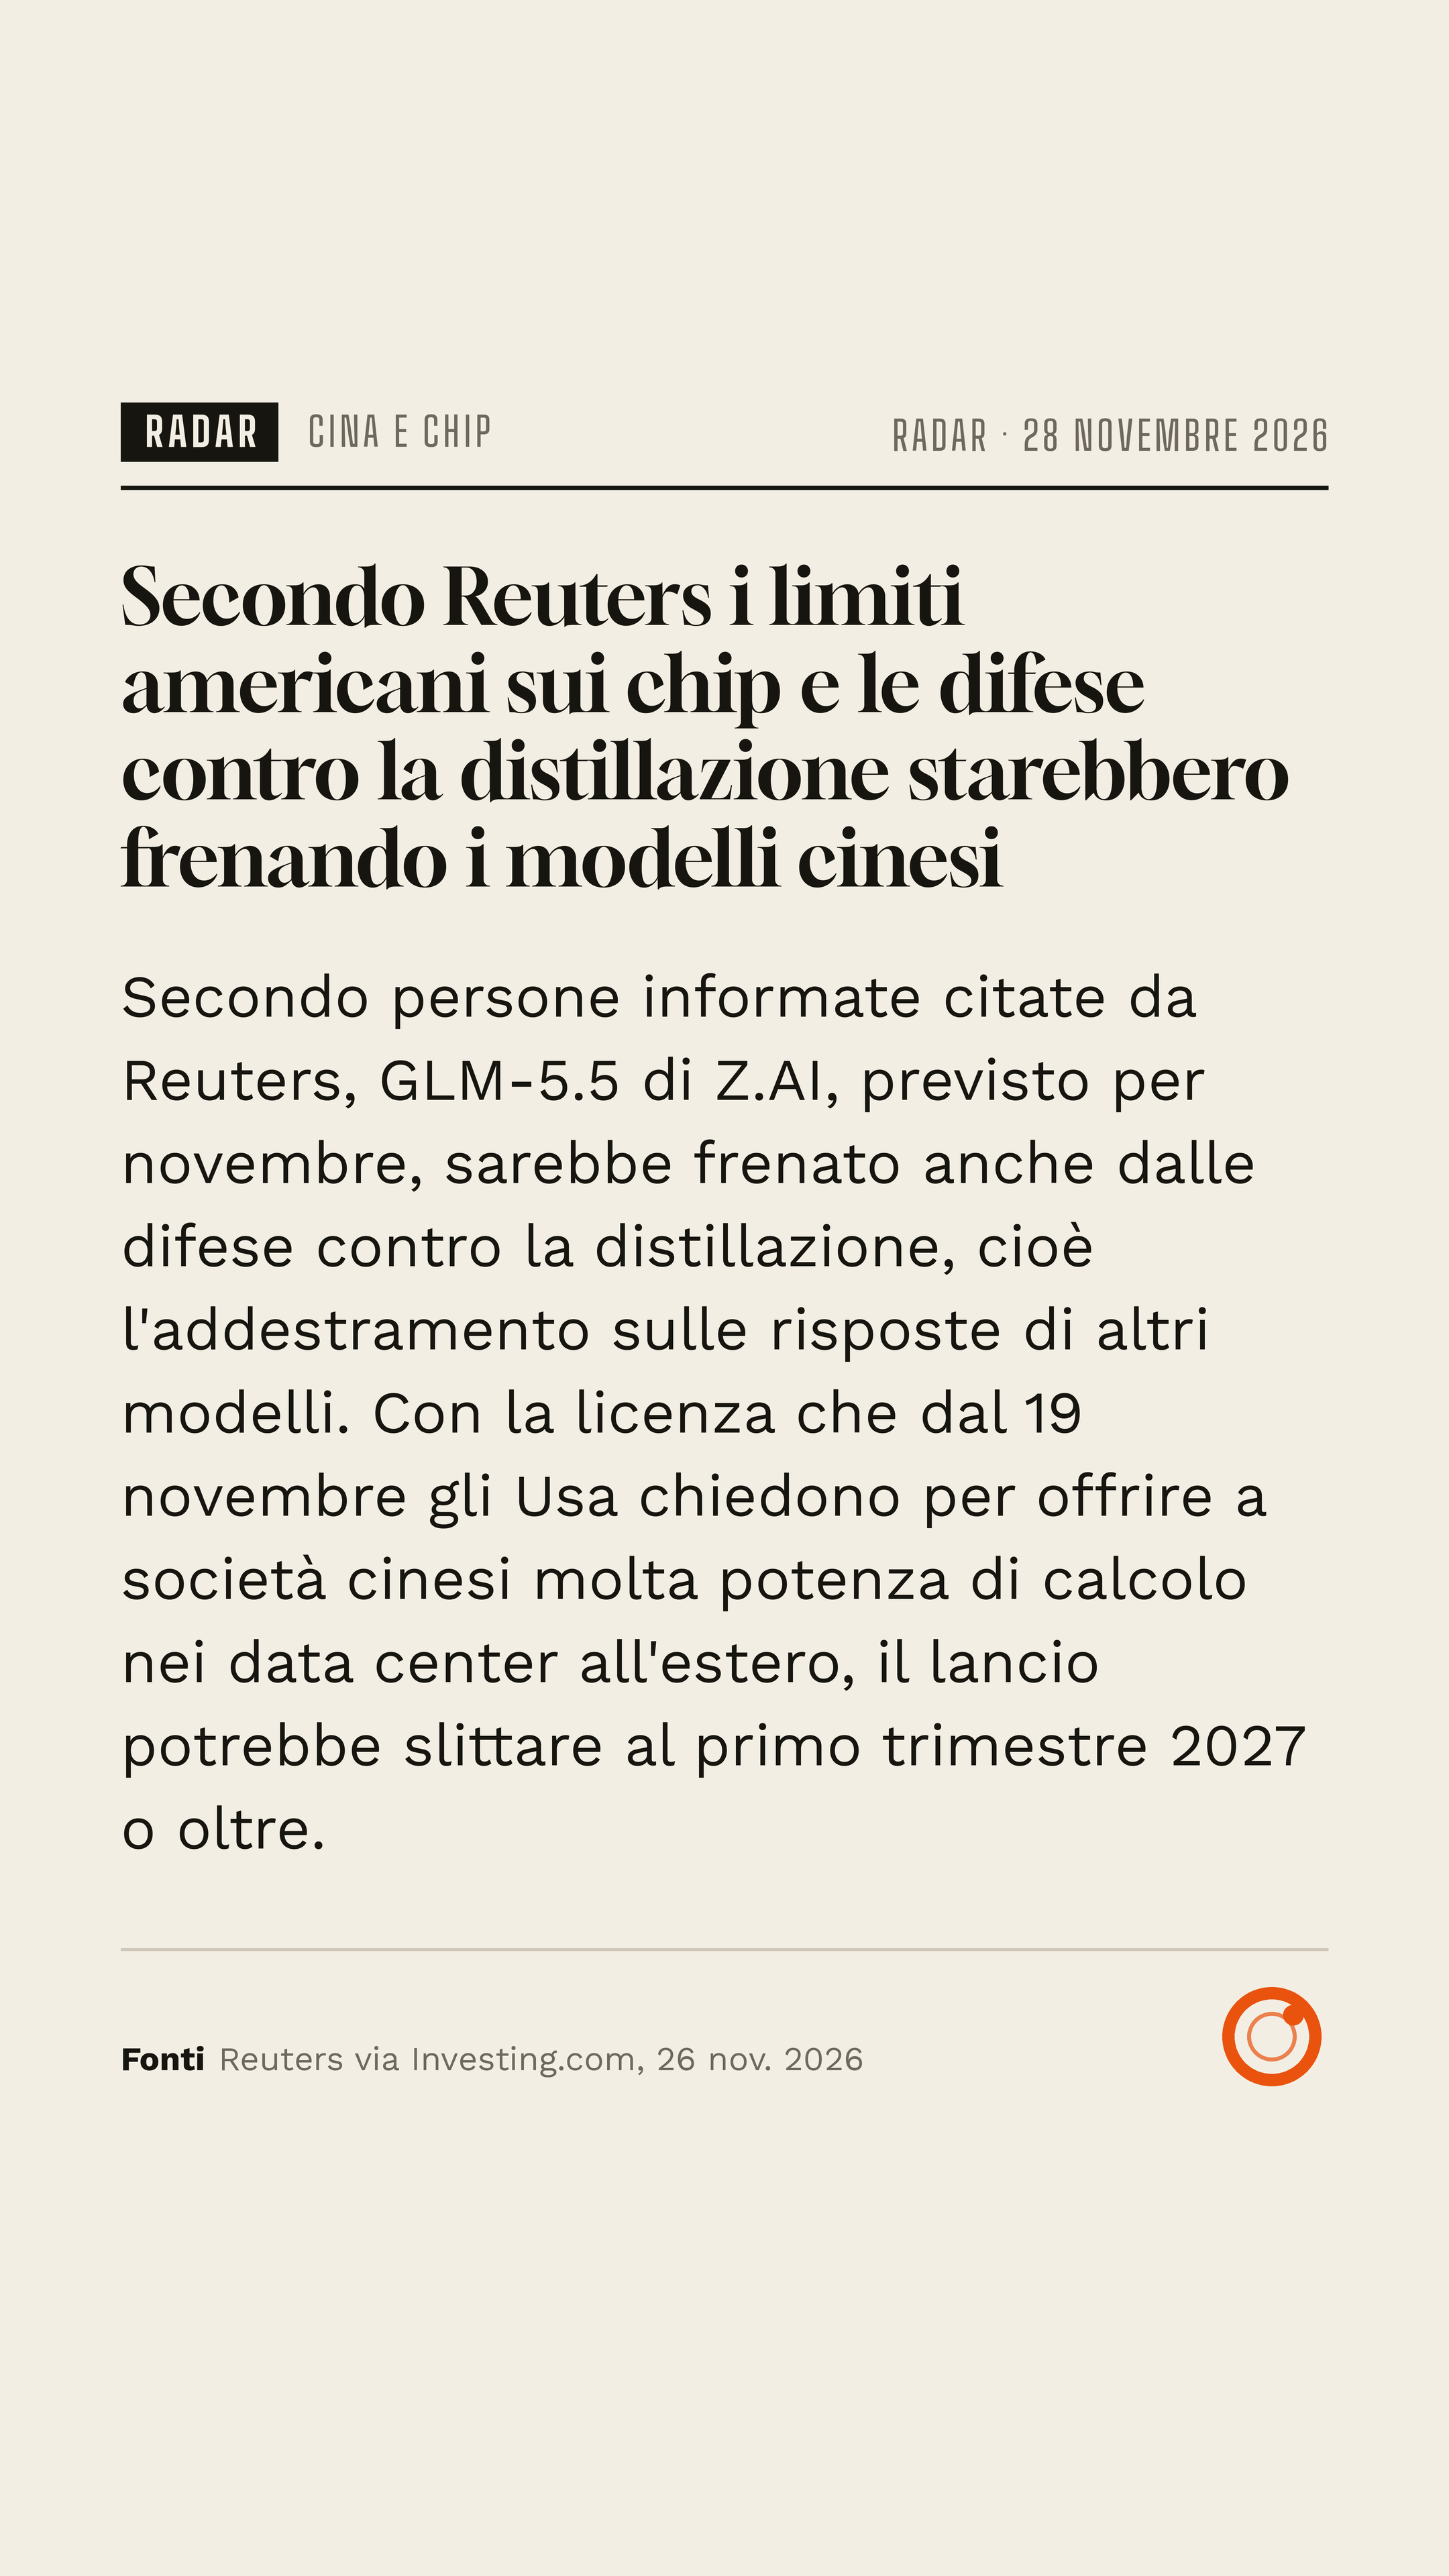 RADAR CINA E CHIP RADAR · 28 NOVEMBRE 2026
Secondo Reuters i limiti
americani sui chip e le difese
contro la distillazione starebbero
frenando i modelli cinesi
Secondo persone informate citate da
Reuters, GLM-5.5 di Z.AI, previsto per
novembre, sarebbe frenato anche dalle
difese contro la distillazione, cioè
l'addestramento sulle risposte di altri
modelli. Con la licenza che dal 19
novembre gli Usa chiedono per offrire a
società cinesi molta potenza di calcolo
nei data center all'estero, il lancio
potrebbe slittare al primo trimestre 2027
o oltre.
Fonti Reuters via Investing.com, 26 nov. 2026